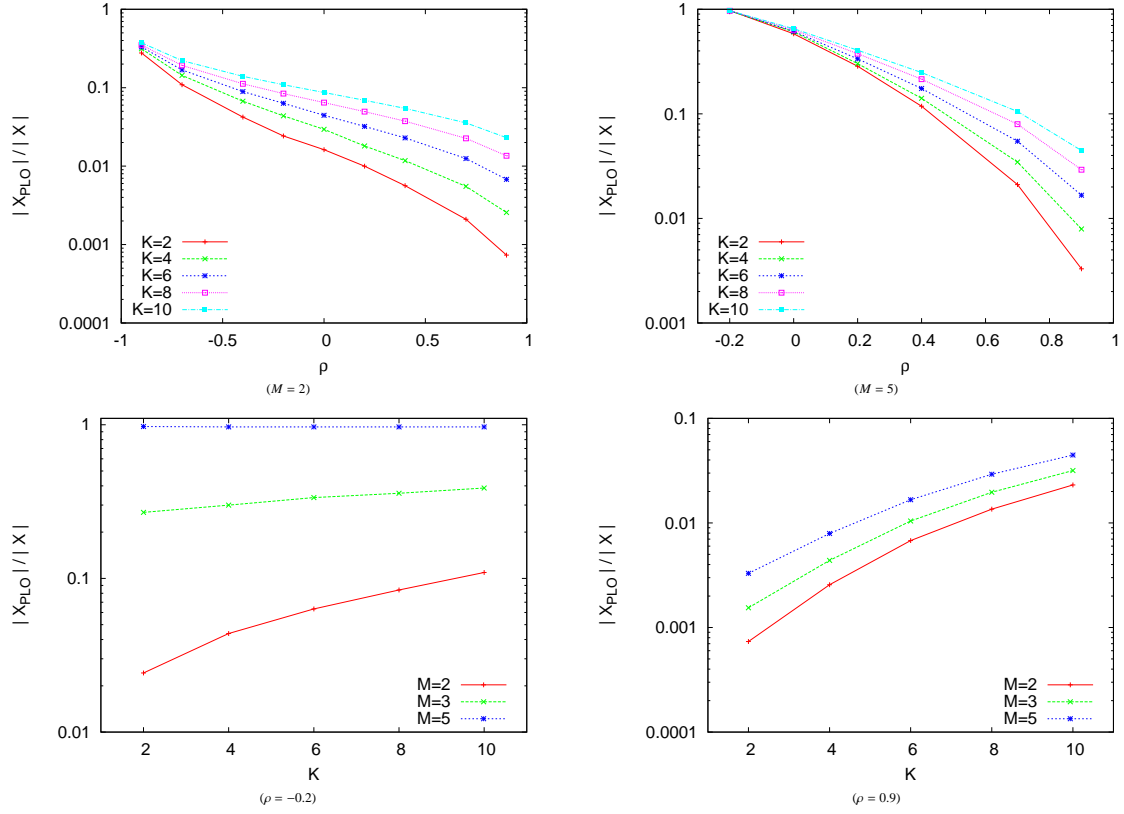 | X_PLO | / | X |
1
0.1
0.01
0.001
0.0001
K=2
K=4
K=6
K=8
K=10
-1
-0.5
0
0.5
1
ρ
(M = 2)
| X_PLO | / | X |
1
0.1
0.01
0.001
K=2
K=4
K=6
K=8
K=10
-0.2
0
0.2
0.4
0.6
0.8
1
ρ
(M = 5)
| X_PLO | / | X |
1
0.1
0.01
M=2
M=3
M=5
2
4
6
8
10
K
(ρ = −0.2)
| X_PLO | / | X |
0.1
0.01
0.001
0.0001
M=2
M=3
M=5
2
4
6
8
10
K
(ρ = 0.9)